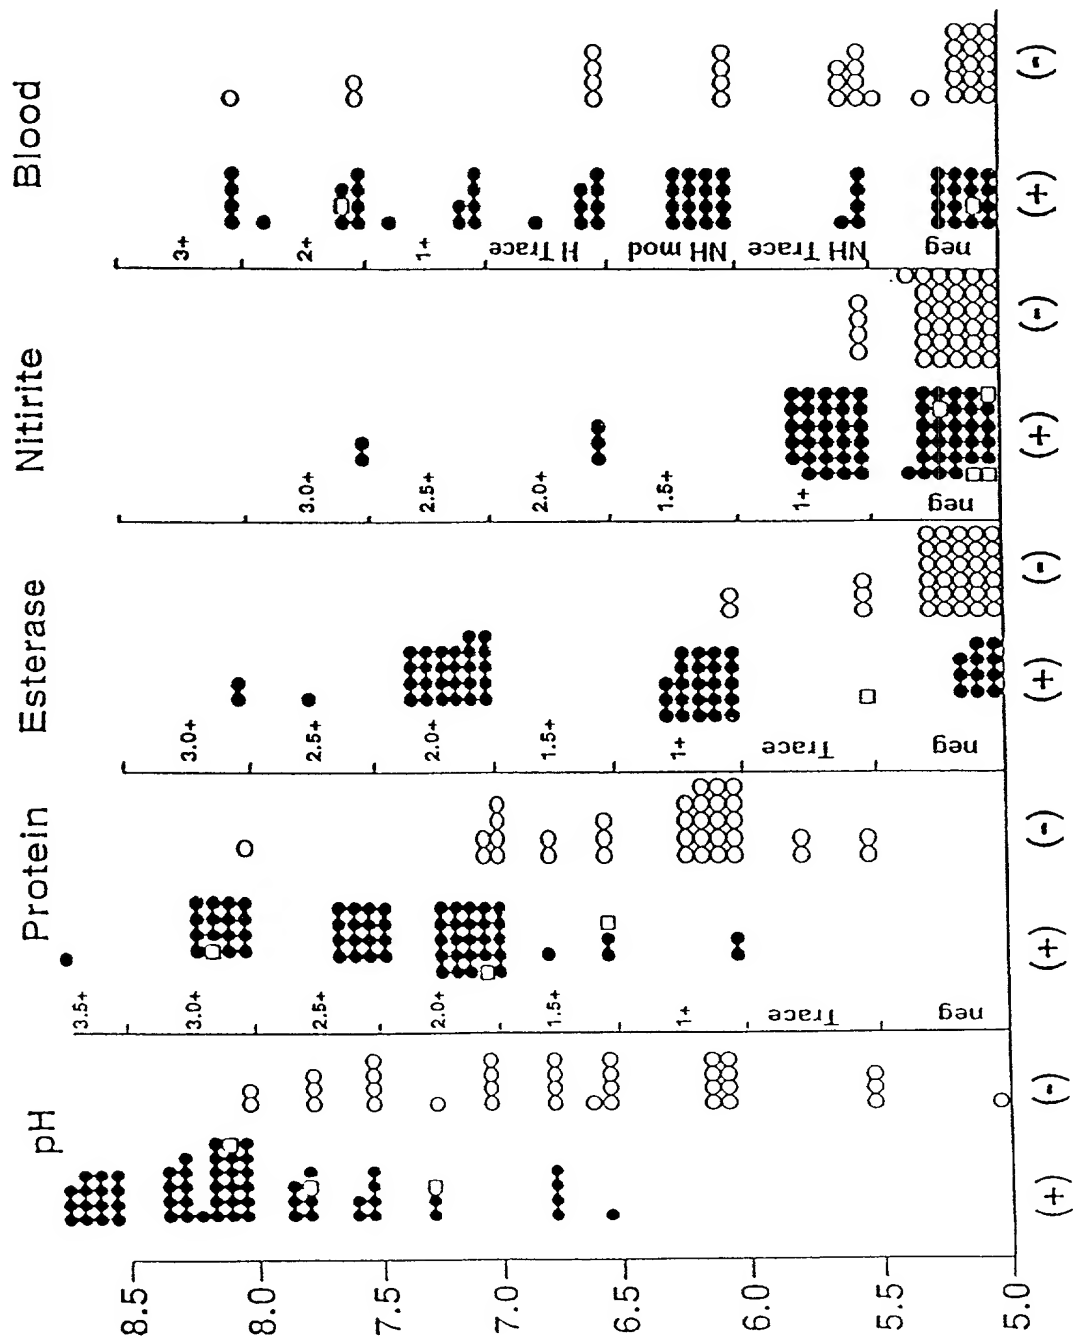 pH
Protein
Esterase
Nitirite
Blood
8.5
8.0
7.5
7.0
6.5
6.0
5.5
5.0
3.5+
3.0+
2.5+
2.0+
1.5+
1+
Trace
neg
3.0+
2.5+
2.0+
1.5+
1+
Trace
neg
3.0+
2.5+
2.0+
1.5+
1+
neg
3+
2+
1+
H Trace
NH mod
NH Trace
neg
(+)
(-)
(+)
(-)
(+)
(-)
(+)
(-)
(+)
(-)